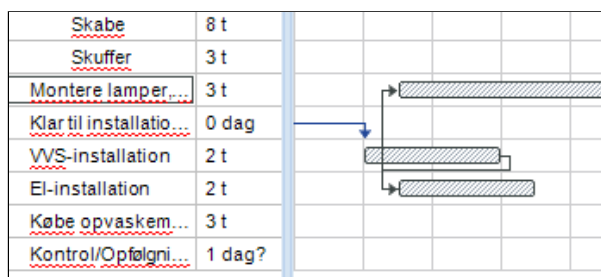 Skabe 8 t
Skuffer 3 t
Montere lamper,... 3 t
Klar til installatio... 0 dag
VVS-installation 2 t
El-installation 2 t
Købe opvaskem... 3 t
Kontrol/Opfølgni... 1 dag?